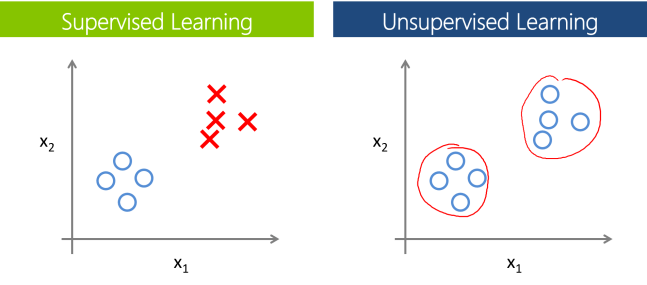 Supervised Learning
Unsupervised Learning
x₂
x₁
x₂
x₁